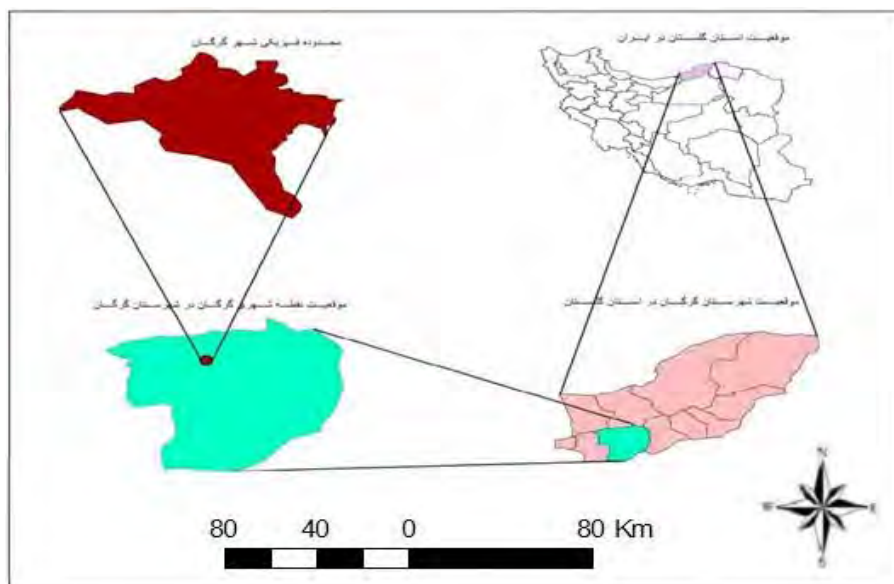 موقعیت استان گلستان در ایران
محدوده فیزیکی شهر گرگان
موقعیت شهرستان گرگان در استان گلستان
موقعیت نقطه شهری گرگان در شهرستان گرگان
N
W
E
S
80 40 0 80 Km